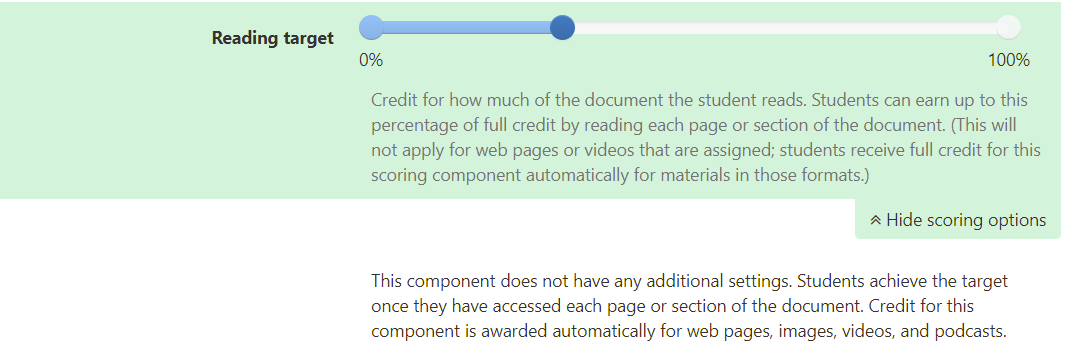 Reading target
0% 100%
Credit for how much of the document the student reads. Students can earn up to this
percentage of full credit by reading each page or section of the document. (This will
not apply for web pages or videos that are assigned; students receive full credit for this
scoring component automatically for materials in those formats.)
Hide scoring options
This component does not have any additional settings. Students achieve the target
once they have accessed each page or section of the document. Credit for this
component is awarded automatically for web pages, images, videos, and podcasts.